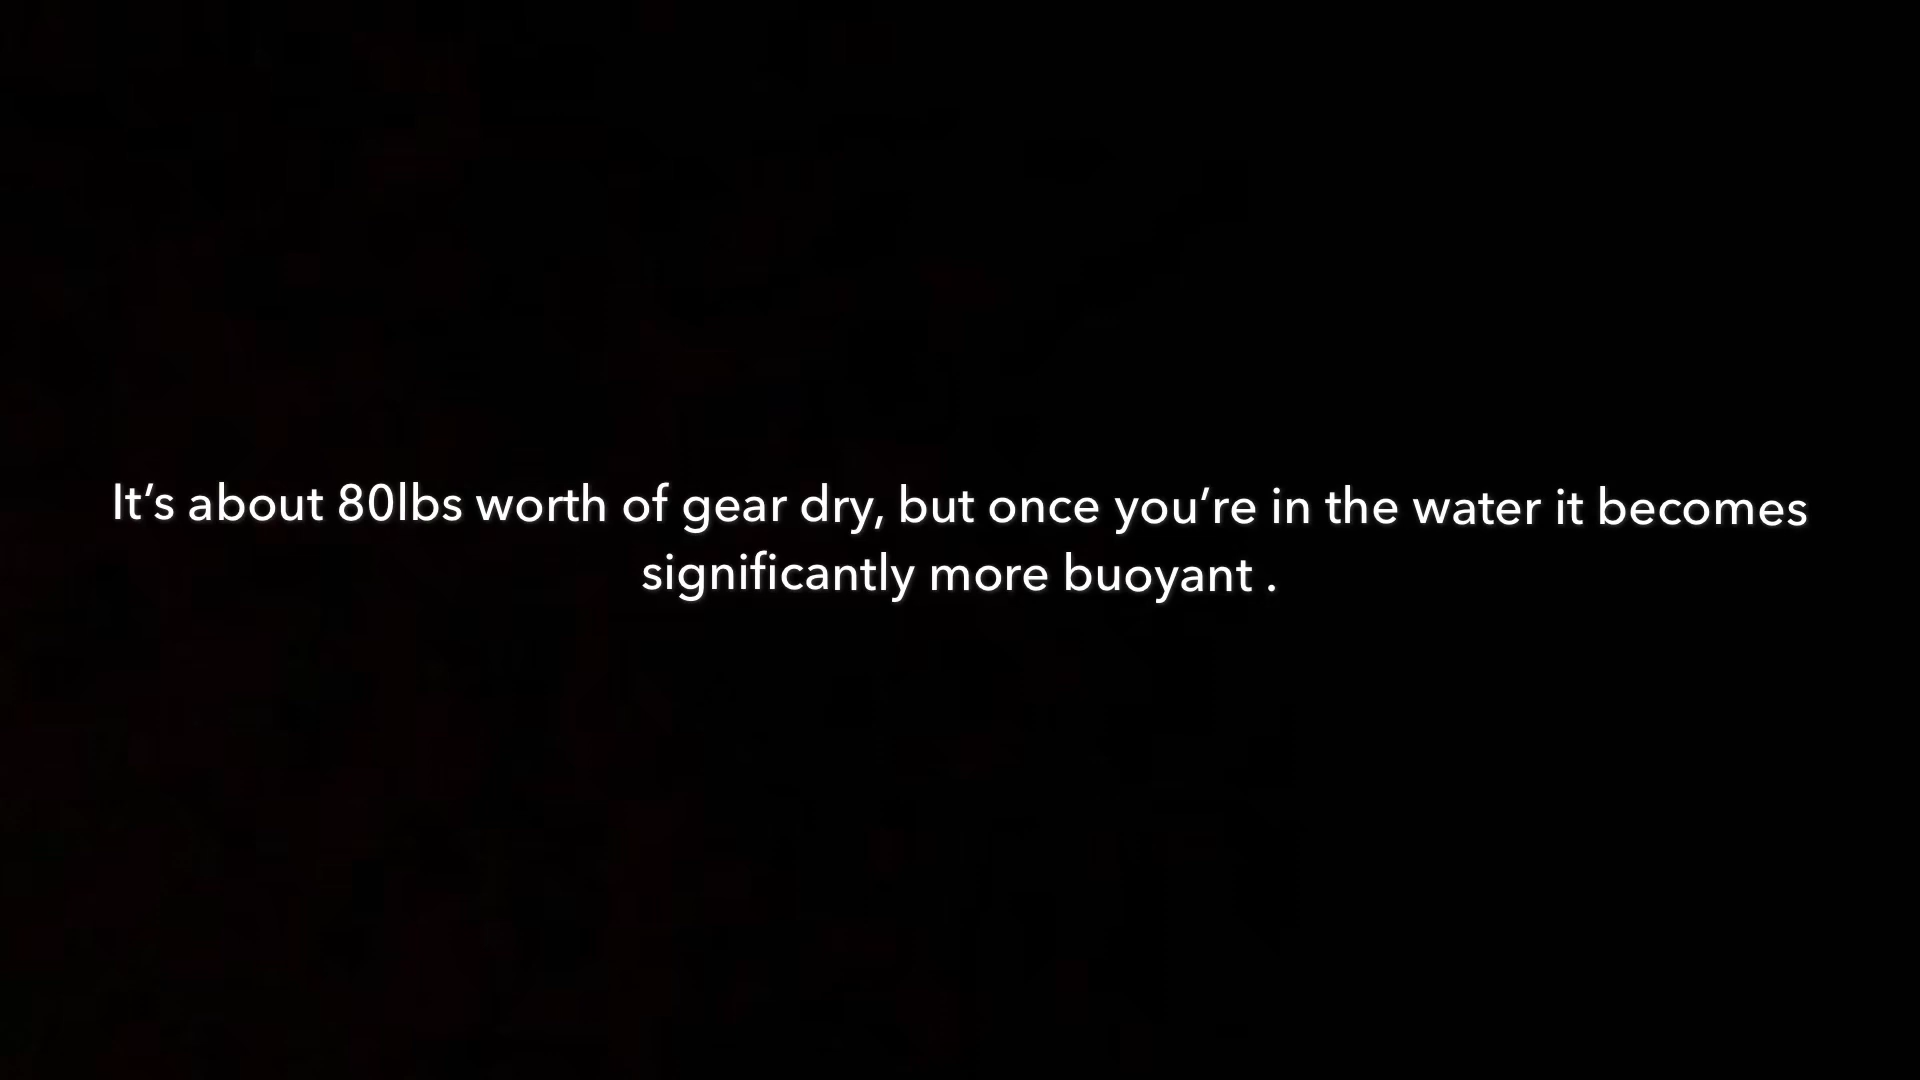 It’s about 80lbs worth of gear dry, but once you’re in the water it becomes
significantly more buoyant .